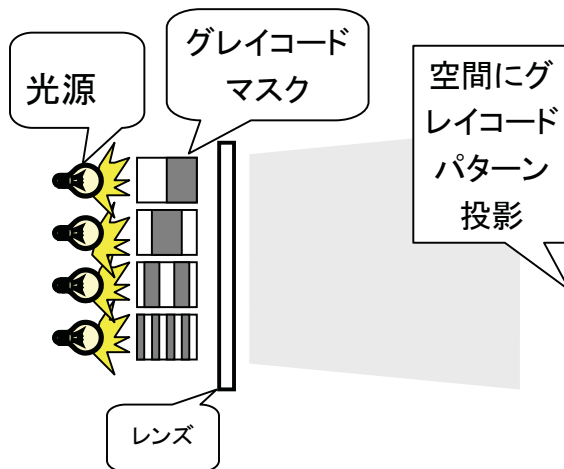 光源
グレイコード
マスク
空間にグ
レイコード
パターン
投影
レンズ